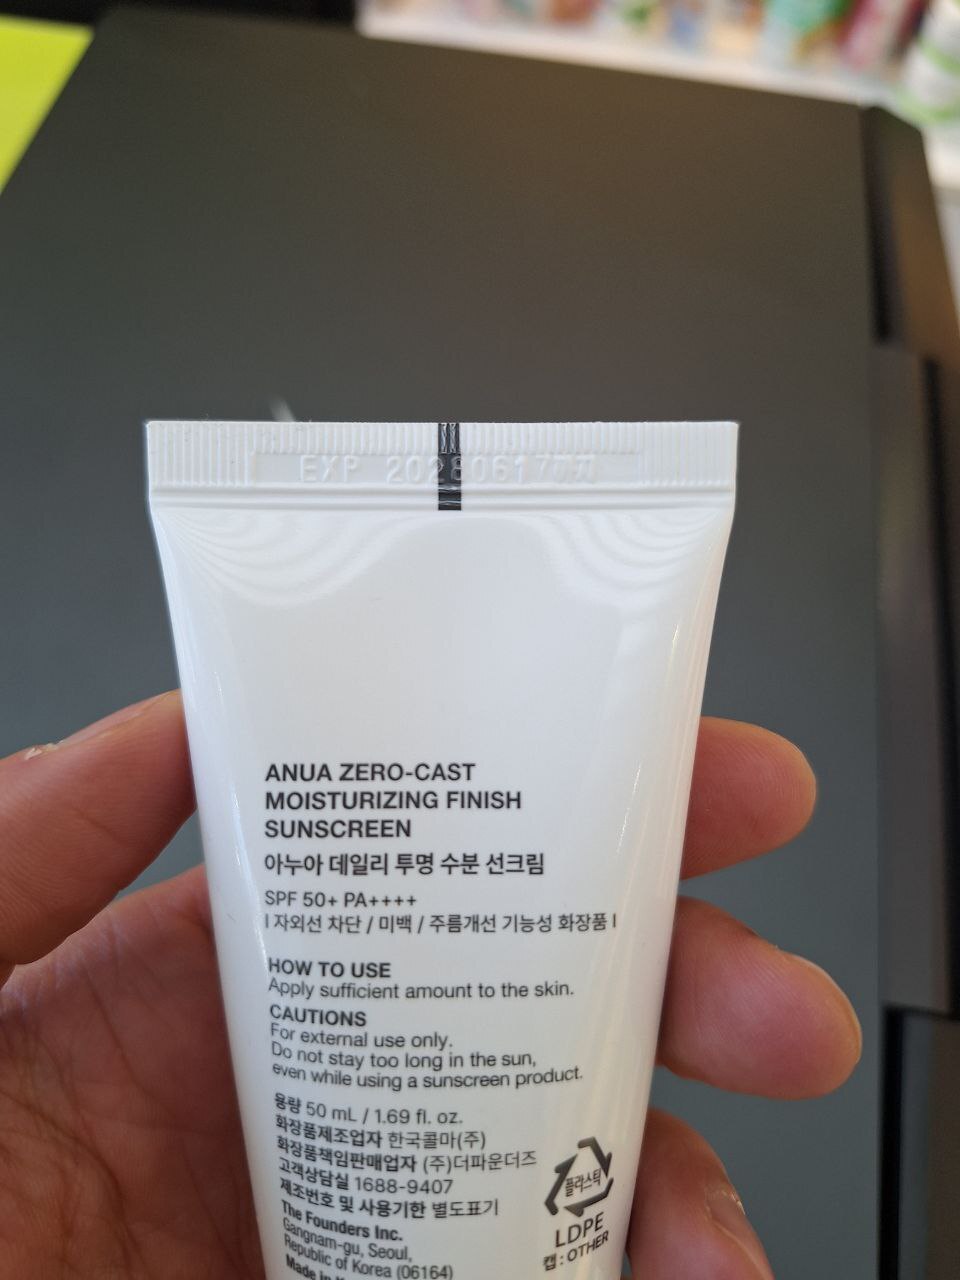 EXP 20280617까지
ANUA ZERO-CAST
MOISTURIZING FINISH
SUNSCREEN
아누아 데일리 투명 수분 선크림
SPF 50+ PA++++
I 자외선 차단 / 미백 / 주름개선 기능성 화장품 I
HOW TO USE
Apply sufficient amount to the skin.
CAUTIONS
For external use only.
Do not stay too long in the sun,
even while using a sunscreen product.
용량 50 mL / 1.69 fl. oz.
화장품제조업자 한국콜마(주)
화장품책임판매업자 (주)더파운더즈
고객상담실 1688-9407
제조번호 및 사용기한 별도표기
The Founders Inc.
Gangnam-gu, Seoul,
Republic of Korea (06164)
Made in
플라스틱
LDPE
캡 : OTHER